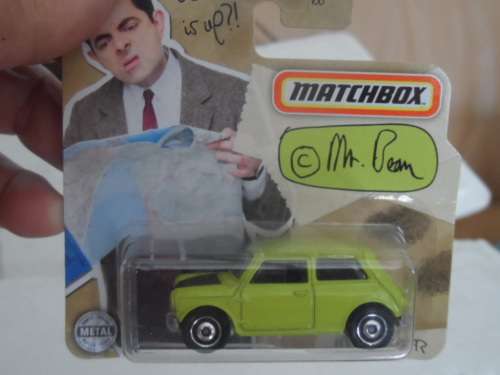 is up?!
MATCHBOX
© Mr. Bean
METAL